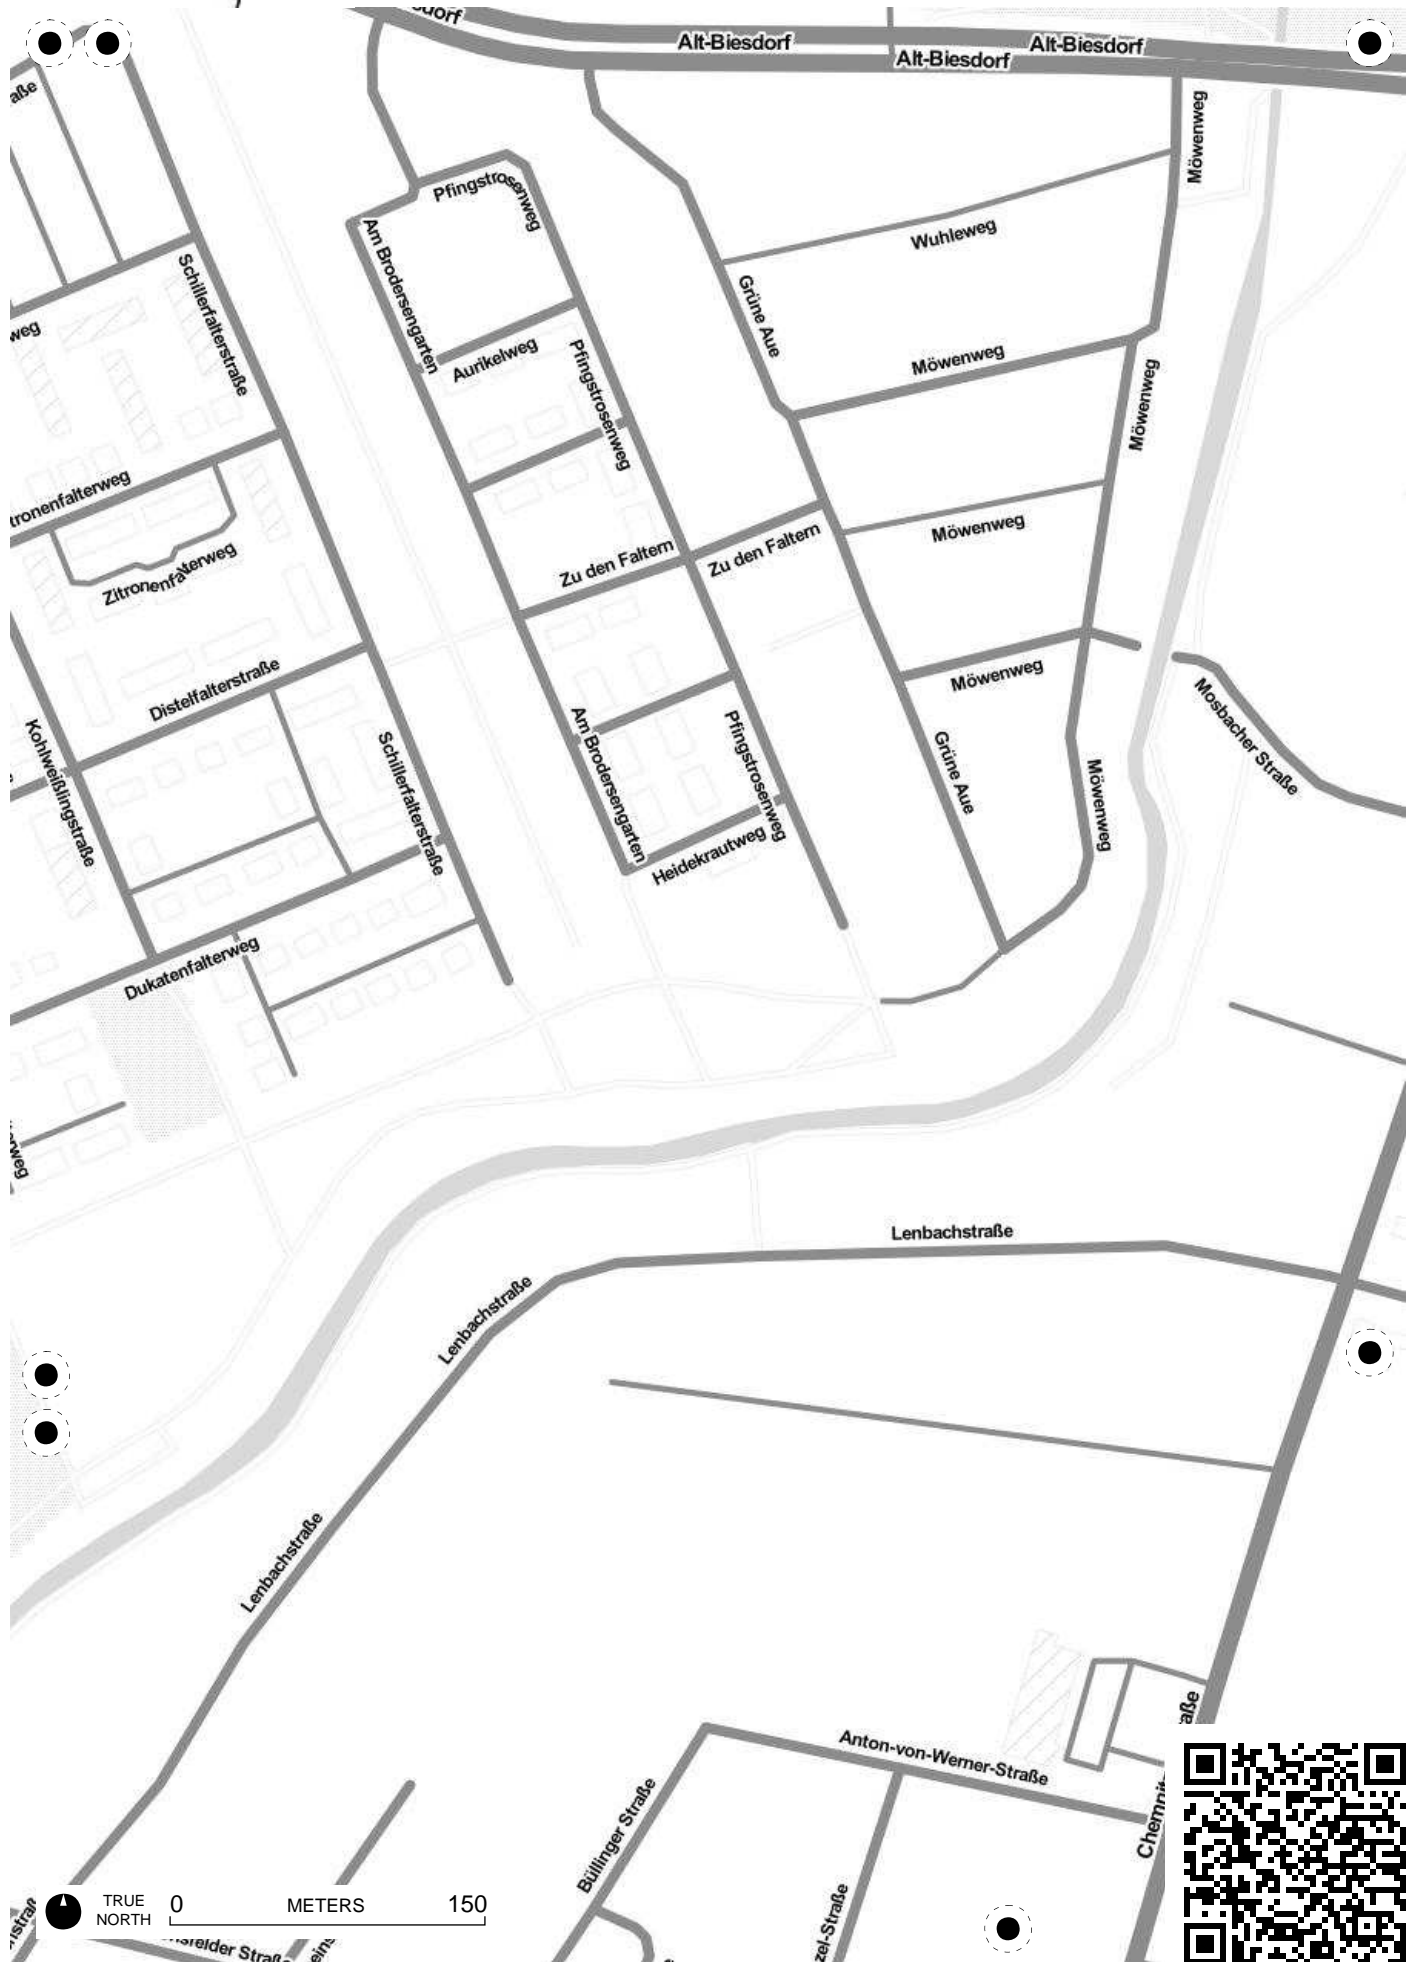 Alt-Biesdorf
Alt-Biesdorf
Alt-Biesdorf
Möwenweg
Pfingstrosenweg
Wuhleweg
Am Brodersengarten
Schillerfalterstraße
Grüne Aue
Aurikelweg
Pfingstrosenweg
Möwenweg
Möwenweg
Zitronenfalterweg
Möwenweg
Zu den Faltern
Zu den Faltern
Möwenweg
Distelfalterstraße
Mosbacher Straße
Kohlweißlingstraße
Schillerfalterstraße
Am Brodersengarten
Pfingstrosenweg
Grüne Aue
Möwenweg
Heidekrautweg
Dukatenfalterweg
Lenbachstraße
Lenbachstraße
Lenbachstraße
Anton-von-Werner-Straße
Büllinger Straße
TRUE
NORTH
0 METERS 150